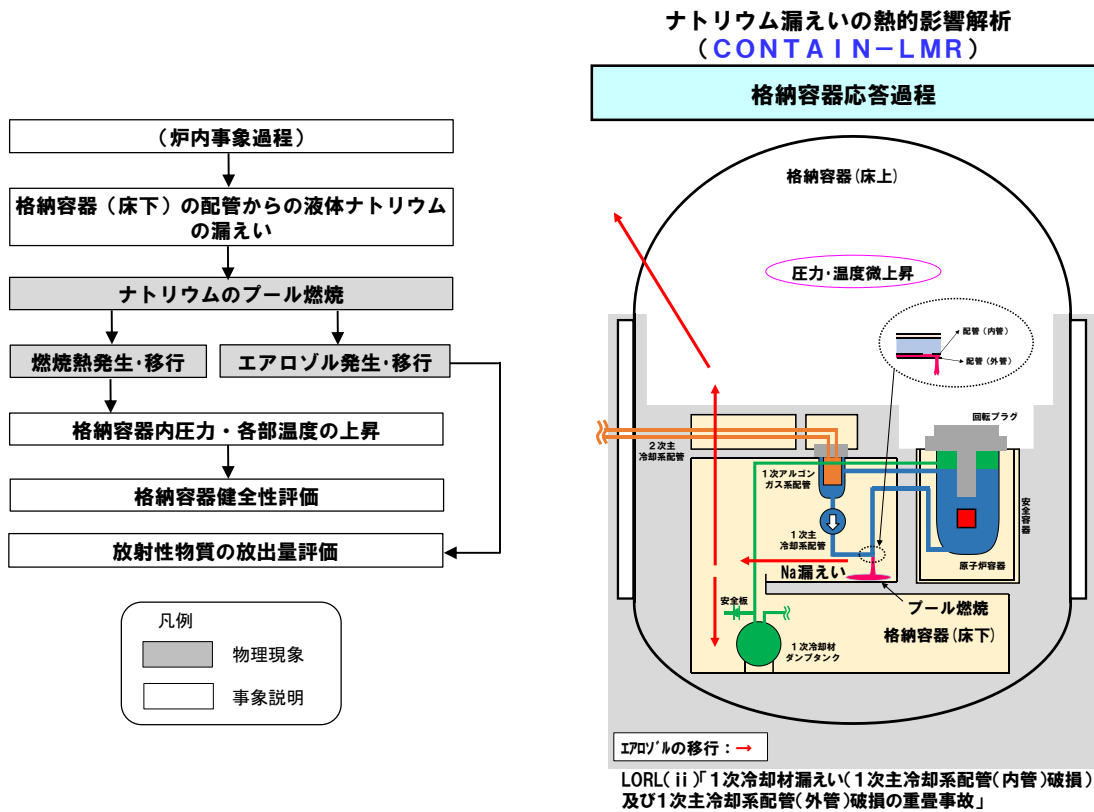 ナトリウム漏えいの熱的影響解析
（CONTAIN－LMR）
格納容器応答過程
（炉内事象過程）
格納容器（床下）の配管からの液体ナトリウム
の漏えい
ナトリウムのプール燃焼
燃焼熱発生・移行
エアロゾル発生・移行
格納容器内圧力・各部温度の上昇
格納容器健全性評価
放射性物質の放出量評価
凡例
物理現象
事象説明
格納容器(床上)
圧力･温度微上昇
配管（内管）
配管（外管）
回転プラグ
２次主
冷却系配管
１次アルゴン
ガス系配管
１次主
冷却系配管
安全容器
原子炉容器
Na漏えい
プール燃焼
格納容器(床下)
安全板
１次冷却材
ダンプタンク
ｴｱﾛｿﾞﾙの移行：→
LORL(ⅱ)｢１次冷却材漏えい(１次主冷却系配管(内管)破損)
及び１次主冷却系配管(外管)破損の重畳事故」